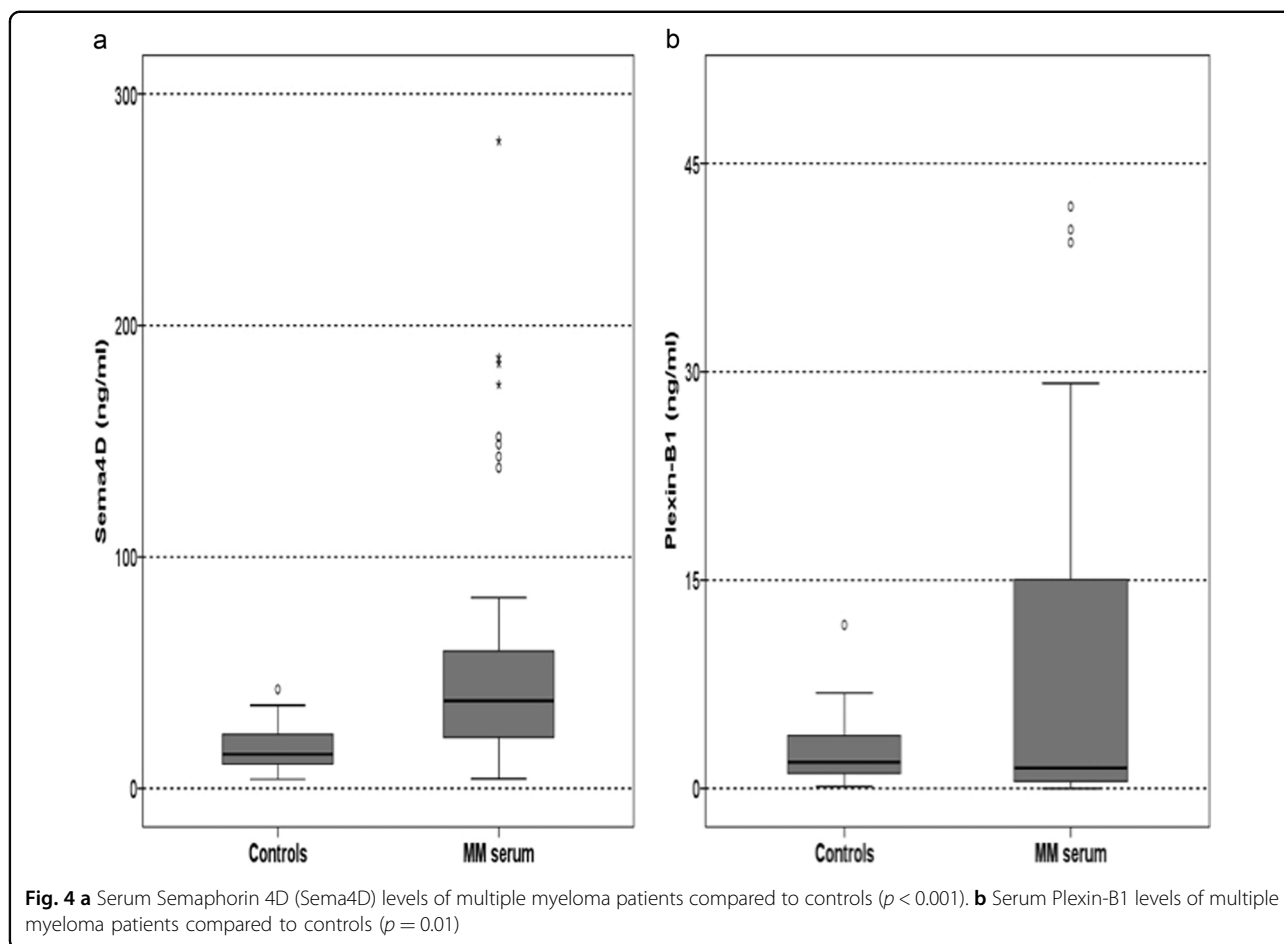 a
300
200
100
0
Sema4D (ng/ml)
Controls
MM serum
b
45
30
15
0
Plexin-B1 (ng/ml)
Controls
MM serum
Fig. 4 a Serum Semaphorin 4D (Sema4D) levels of multiple myeloma patients compared to controls (p < 0.001). b Serum Plexin-B1 levels of multiple
myeloma patients compared to controls (p = 0.01)